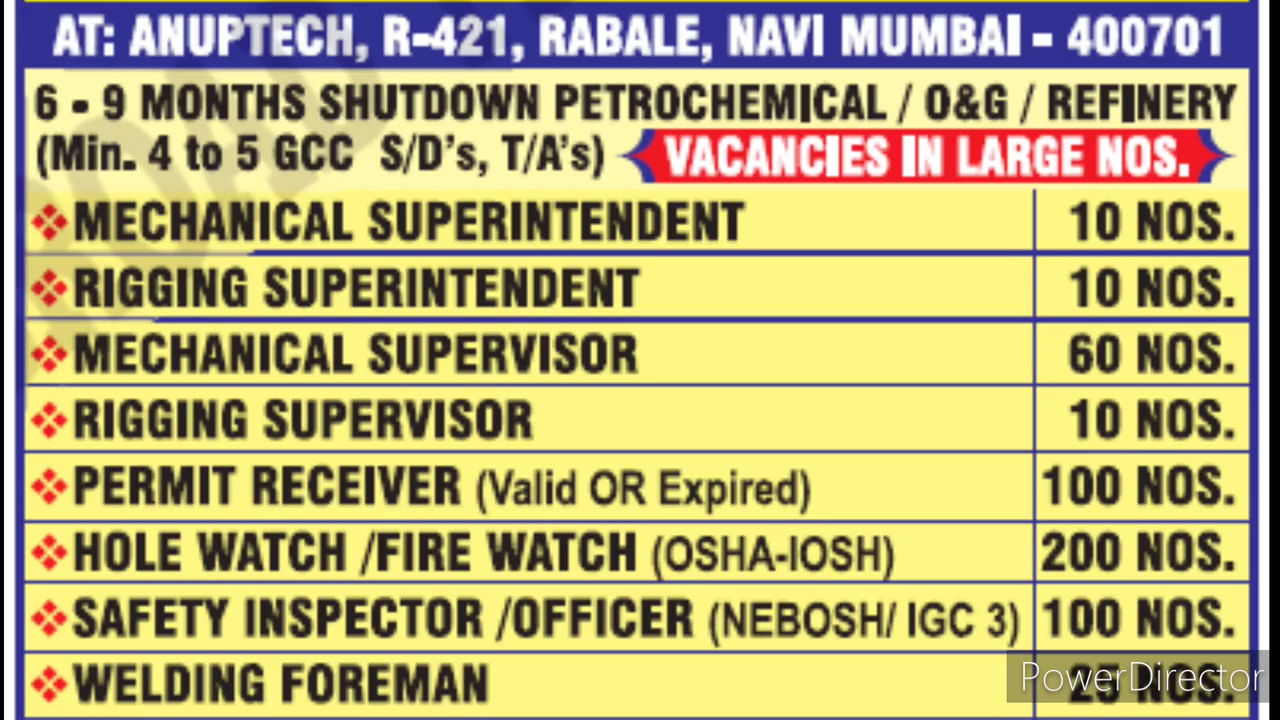 AT: ANUPTECH, R-421, RABALE, NAVI MUMBAI - 400701
6 - 9 MONTHS SHUTDOWN PETROCHEMICAL / O&G / REFINERY
(Min. 4 to 5 GCC S/D's, T/A's) VACANCIES IN LARGE NOS.
❖ MECHANICAL SUPERINTENDENT 10 NOS.
❖ RIGGING SUPERINTENDENT 10 NOS.
❖ MECHANICAL SUPERVISOR 60 NOS.
❖ RIGGING SUPERVISOR 10 NOS.
❖ PERMIT RECEIVER (Valid OR Expired) 100 NOS.
❖ HOLE WATCH /FIRE WATCH (OSHA-IOSH) 200 NOS.
❖ SAFETY INSPECTOR /OFFICER (NEBOSH/ IGC 3) 100 NOS.
❖ WELDING FOREMAN 25 NOS.
PowerDirector